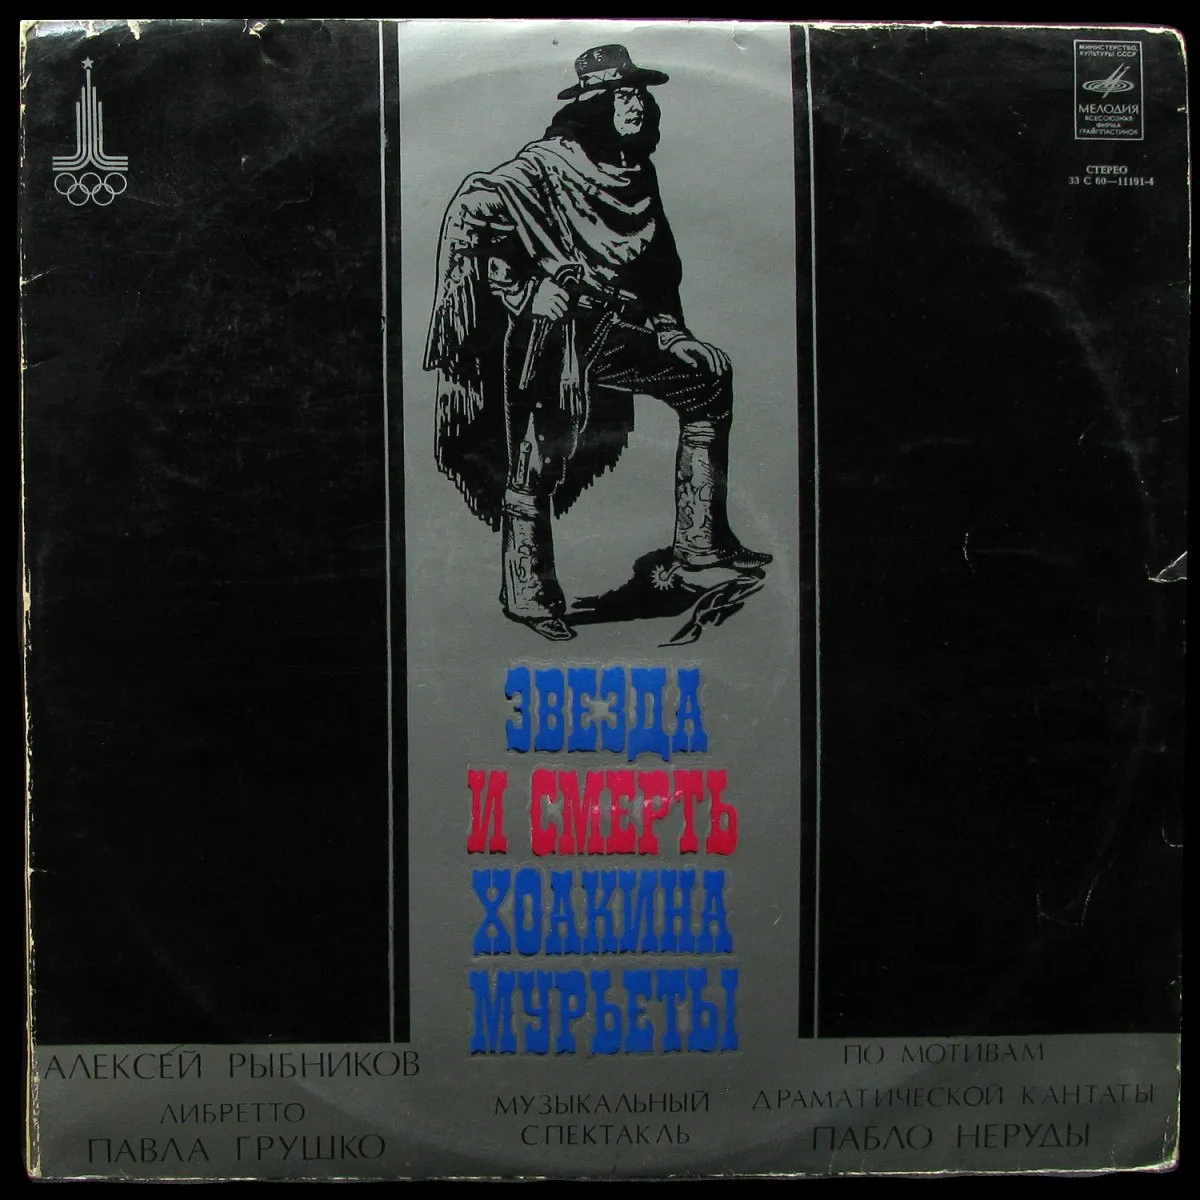 МИНИСТЕРСТВО
КУЛЬТУРЫ СССР
МЕЛОДИЯ
ВСЕСОЮЗНАЯ
ФИРМА
ГРАМПЛАСТИНОК
СТЕРЕО
33 С 60—11191-4
ЗВЕЗДА
И СМЕРТЬ
ХОАКИНА
МУРЬЕТЫ
АЛЕКСЕЙ РЫБНИКОВ
ЛИБРЕТТО
ПАВЛА ГРУШКО
МУЗЫКАЛЬНЫЙ
СПЕКТАКЛЬ
ПО МОТИВАМ
ДРАМАТИЧЕСКОЙ КАНТАТЫ
ПАБЛО НЕРУДЫ